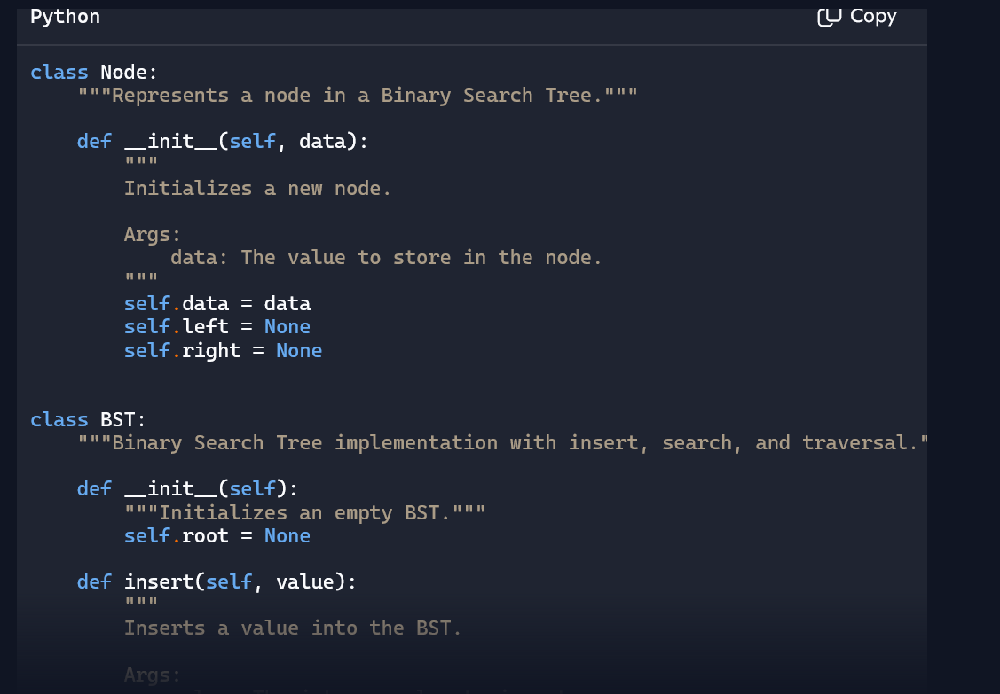 Python
Copy
class Node:
    """Represents a node in a Binary Search Tree."""
    def __init__(self, data):
        """
        Initializes a new node.
        Args:
            data: The value to store in the node.
        """
        self.data = data
        self.left = None
        self.right = None
class BST:
    """Binary Search Tree implementation with insert, search, and traversal."
    def __init__(self):
        """Initializes an empty BST."""
        self.root = None
    def insert(self, value):
        """
        Inserts a value into the BST.
        Args: